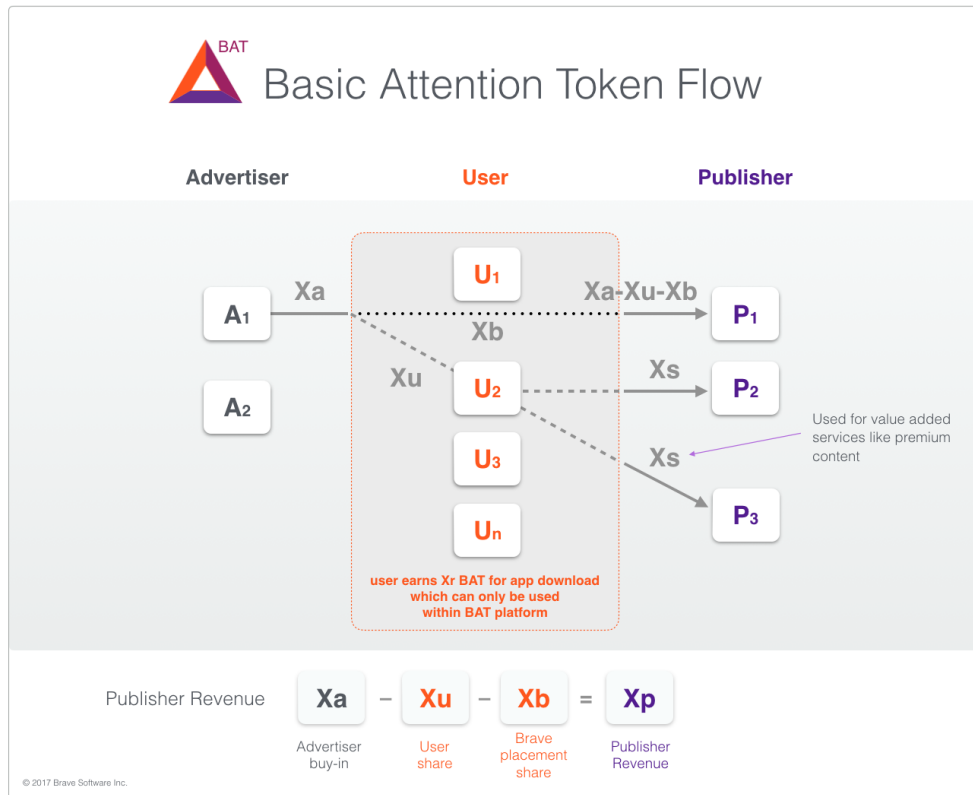 BAT
Basic Attention Token Flow
Advertiser
User
Publisher
U1
Xa
Xa-Xu-Xb
A1
P1
Xb
Xu
Xs
U2
P2
A2
Used for value added
services like premium
content
Xs
U3
P3
Un
user earns Xr BAT for app download
which can only be used
within BAT platform
Publisher Revenue
Xa – Xu – Xb = Xp
Advertiser
buy-in
User
share
Brave
placement
share
Publisher
Revenue
© 2017 Brave Software Inc.